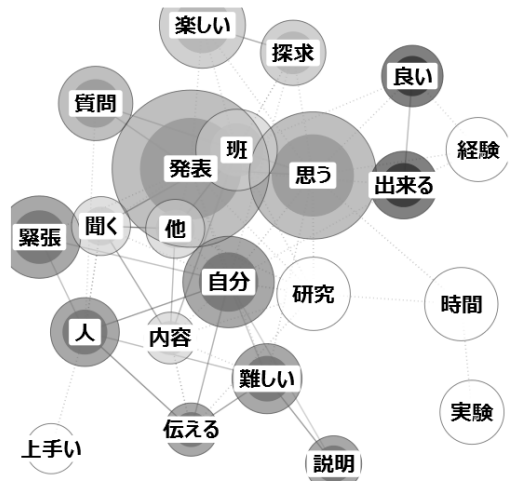 楽しい
探求
良い
質問
経験
班
発表
思う
出来る
聞く
他
緊張
自分
研究
時間
人
内容
難しい
実験
伝える
上手い
説明